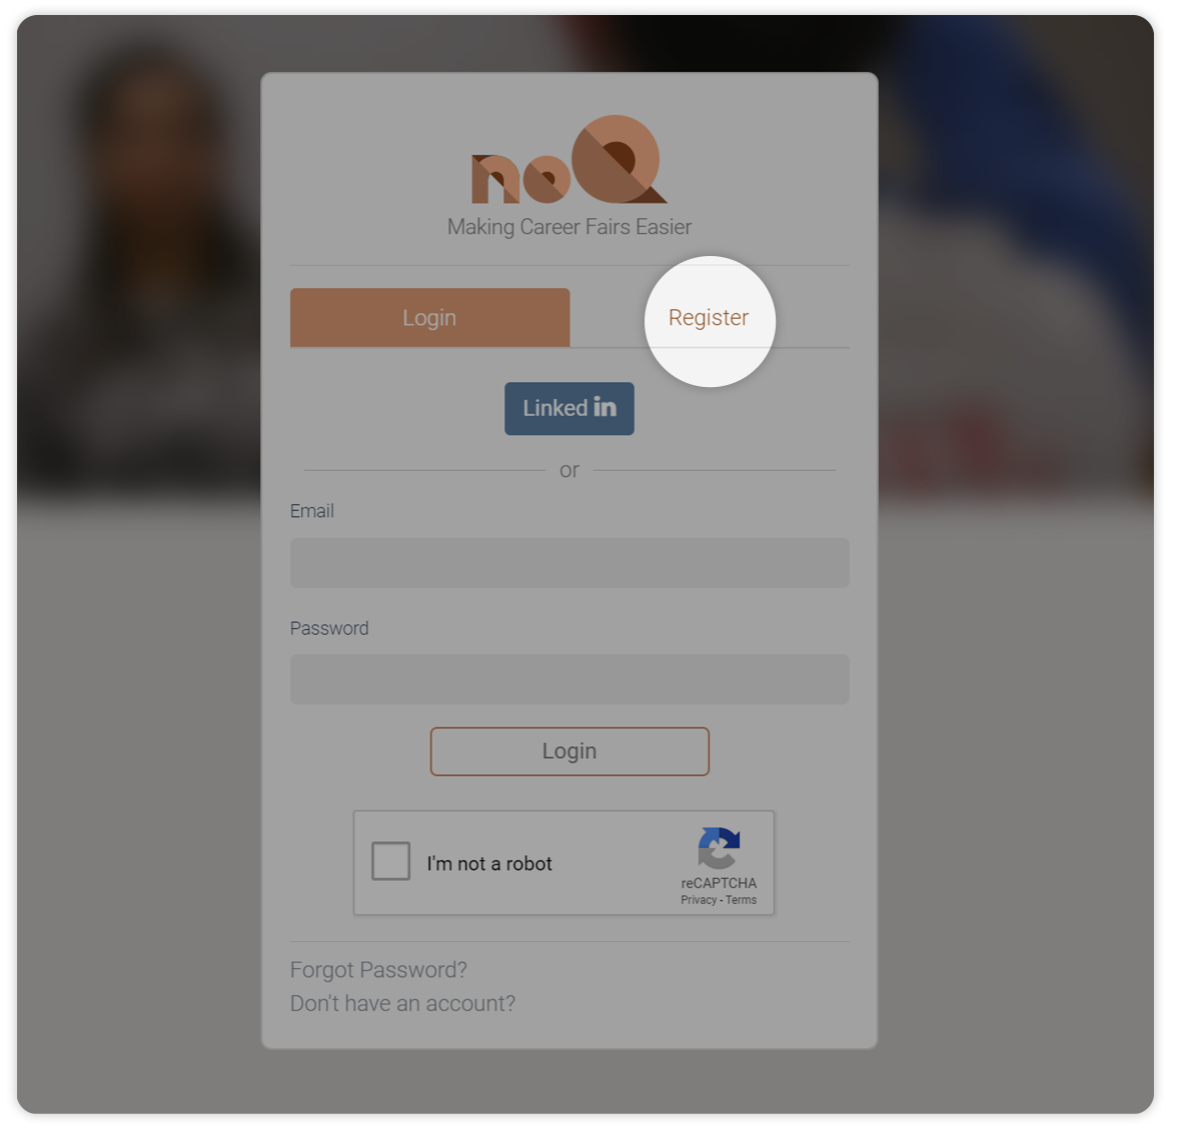 noQ
Making Career Fairs Easier
Login
Register
Linked in
or
Email
Password
Login
I'm not a robot
reCAPTCHA
Privacy - Terms
Forgot Password?
Don't have an account?